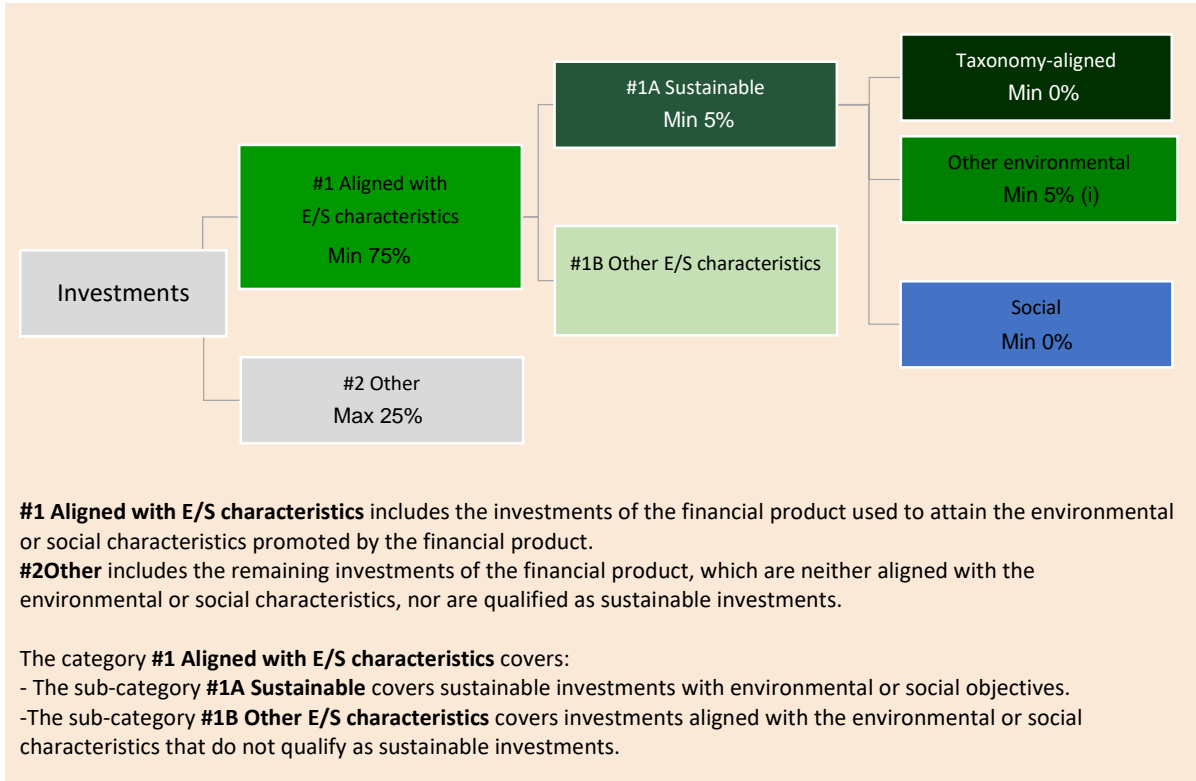 Investments
#1 Aligned with
E/S characteristics
Min 75%
#2 Other
Max 25%
#1A Sustainable
Min 5%
#1B Other E/S characteristics
Taxonomy-aligned
Min 0%
Other environmental
Min 5% (i)
Social
Min 0%
#1 Aligned with E/S characteristics includes the investments of the financial product used to attain the environmental
or social characteristics promoted by the financial product.
#2Other includes the remaining investments of the financial product, which are neither aligned with the
environmental or social characteristics, nor are qualified as sustainable investments.
The category #1 Aligned with E/S characteristics covers:
- The sub-category #1A Sustainable covers sustainable investments with environmental or social objectives.
-The sub-category #1B Other E/S characteristics covers investments aligned with the environmental or social
characteristics that do not qualify as sustainable investments.